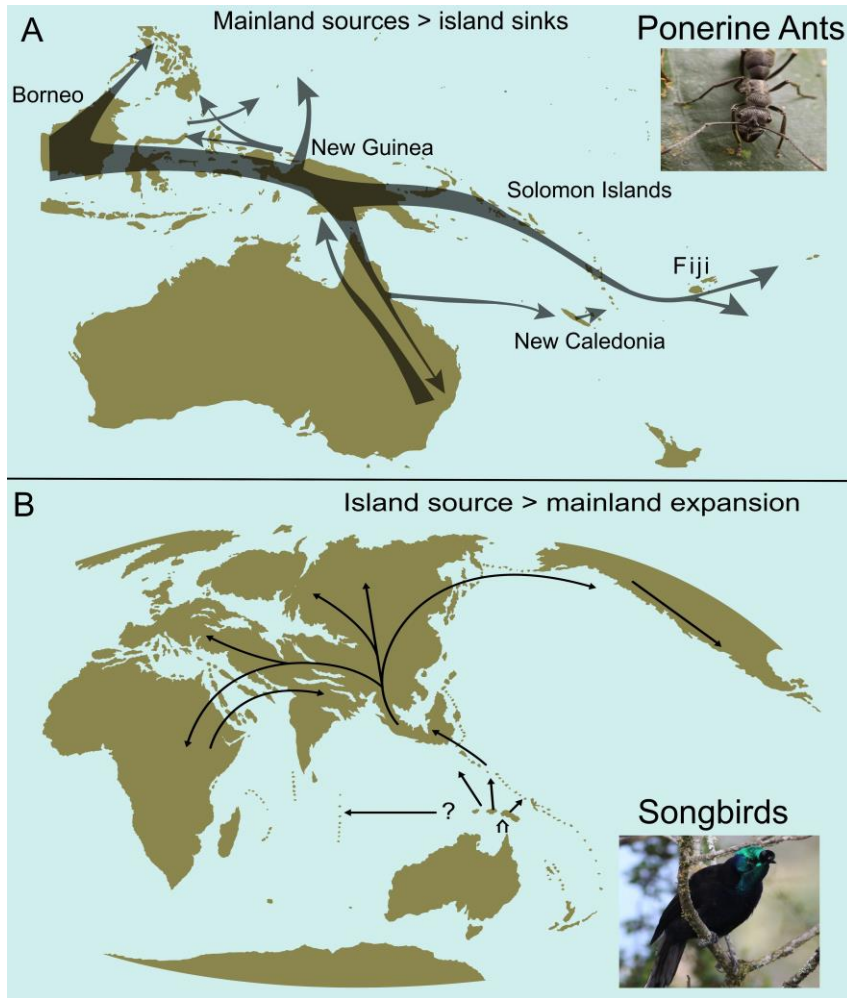 A
Mainland sources > island sinks
Ponerine Ants
Borneo
New Guinea
Solomon Islands
Fiji
New Caledonia
B
Island source > mainland expansion
?
Songbirds